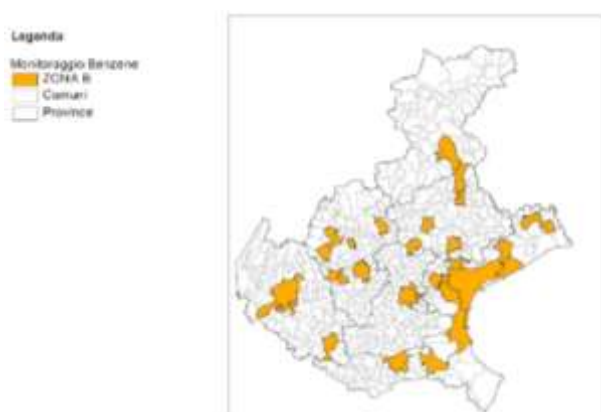 Legenda
Monitoraggio Benzene
ZONA B
Comuni
Province